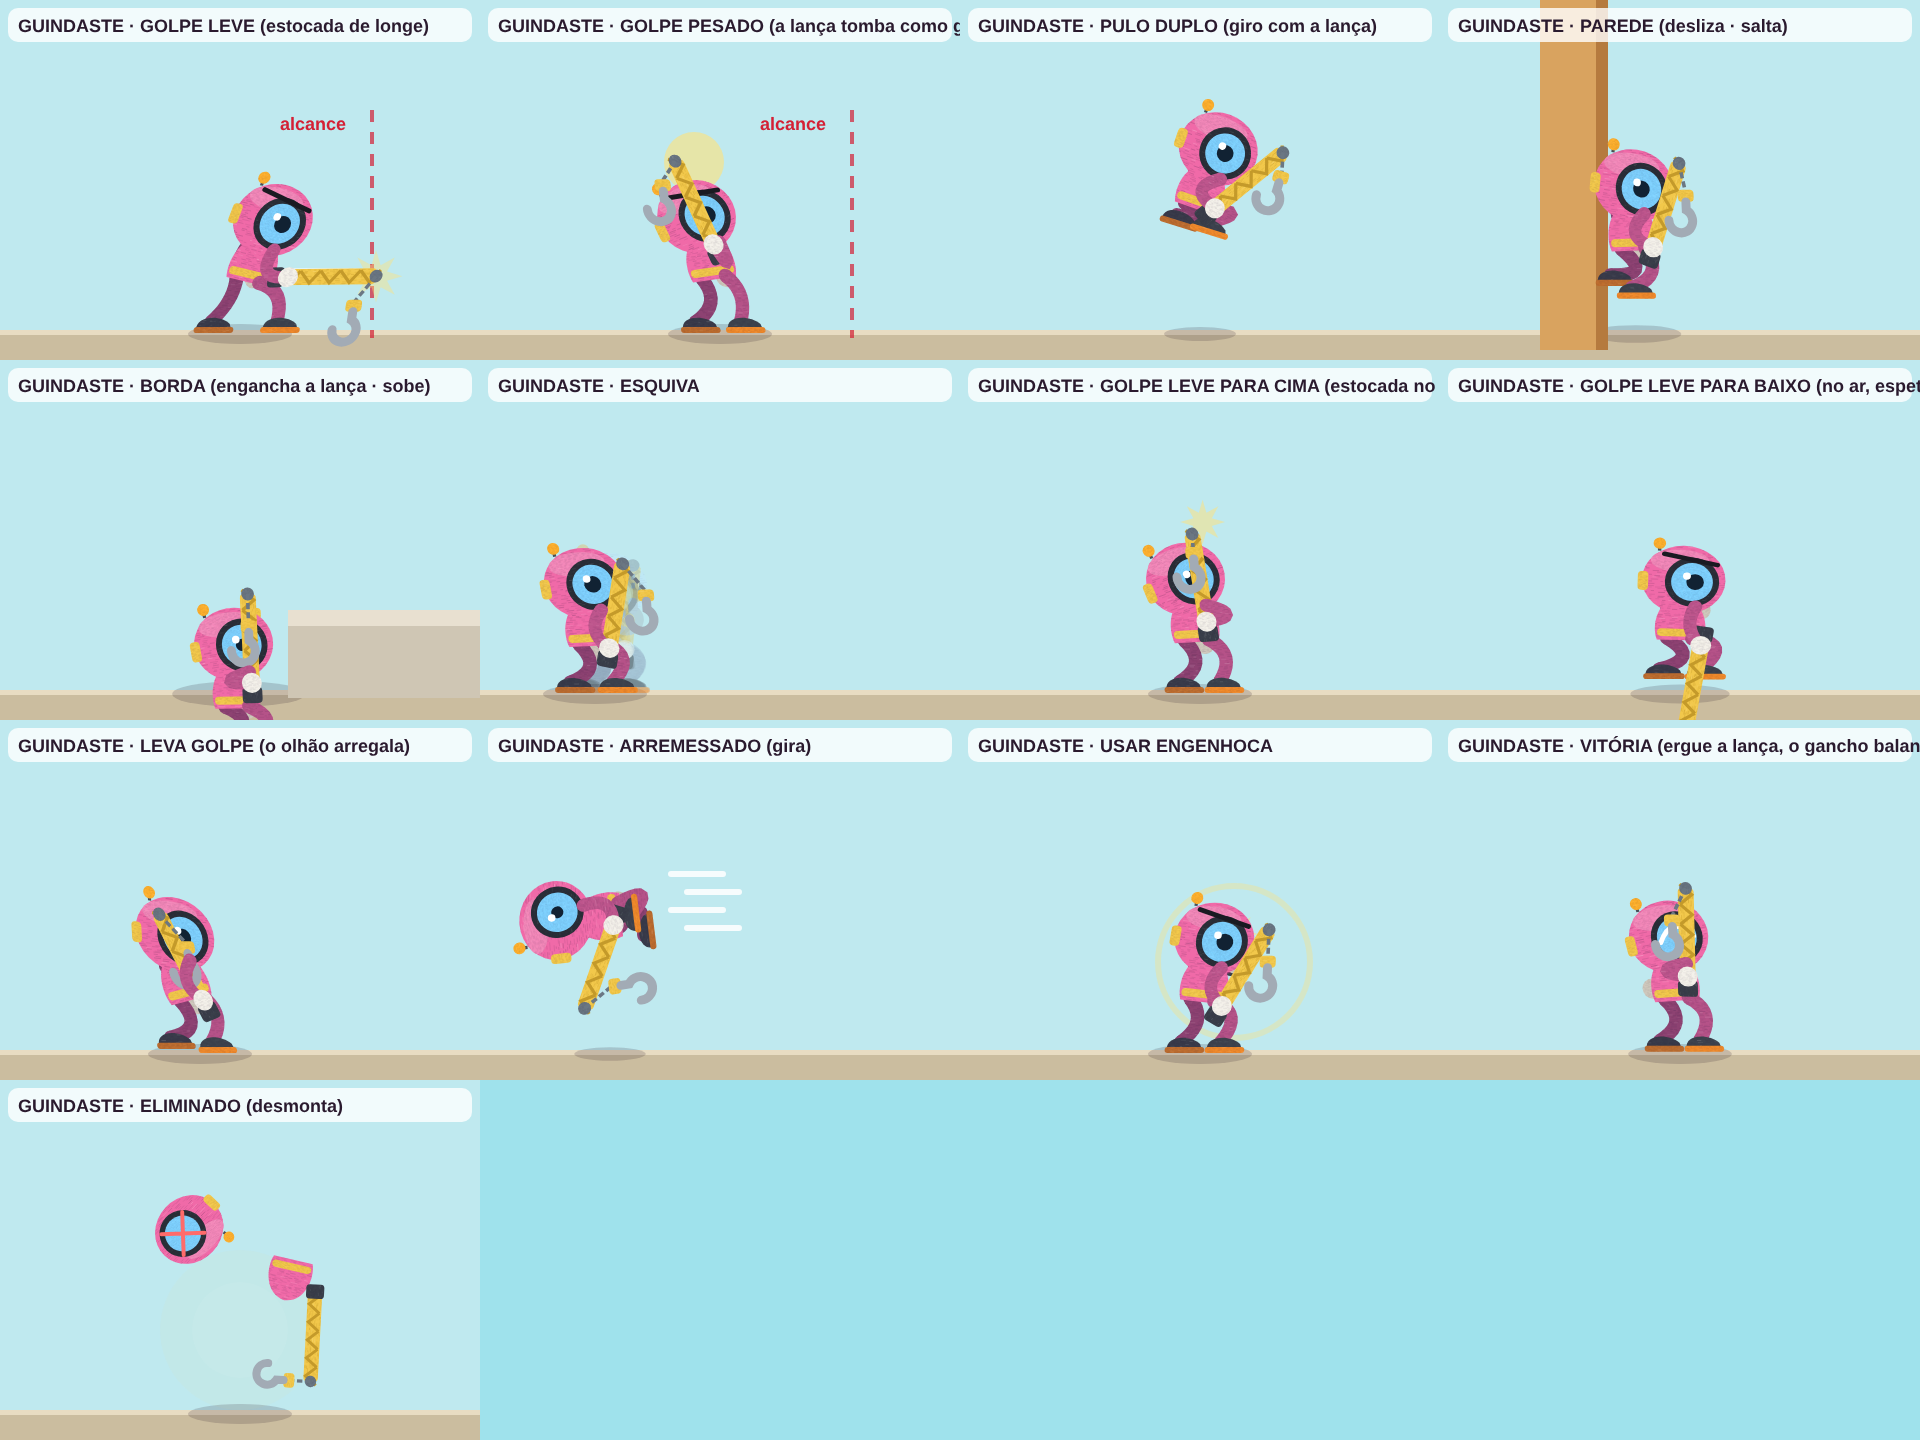 GUINDASTE · GOLPE LEVE (estocada de longe)
GUINDASTE · GOLPE PESADO (a lança tomba como g
GUINDASTE · PULO DUPLO (giro com a lança)
GUINDASTE · PAREDE (desliza · salta)
alcance
alcance
GUINDASTE · BORDA (engancha a lança · sobe)
GUINDASTE · ESQUIVA
GUINDASTE · GOLPE LEVE PARA CIMA (estocada no
GUINDASTE · GOLPE LEVE PARA BAIXO (no ar, espet
GUINDASTE · LEVA GOLPE (o olhão arregala)
GUINDASTE · ARREMESSADO (gira)
GUINDASTE · USAR ENGENHOCA
GUINDASTE · VITÓRIA (ergue a lança, o gancho balan
GUINDASTE · ELIMINADO (desmonta)